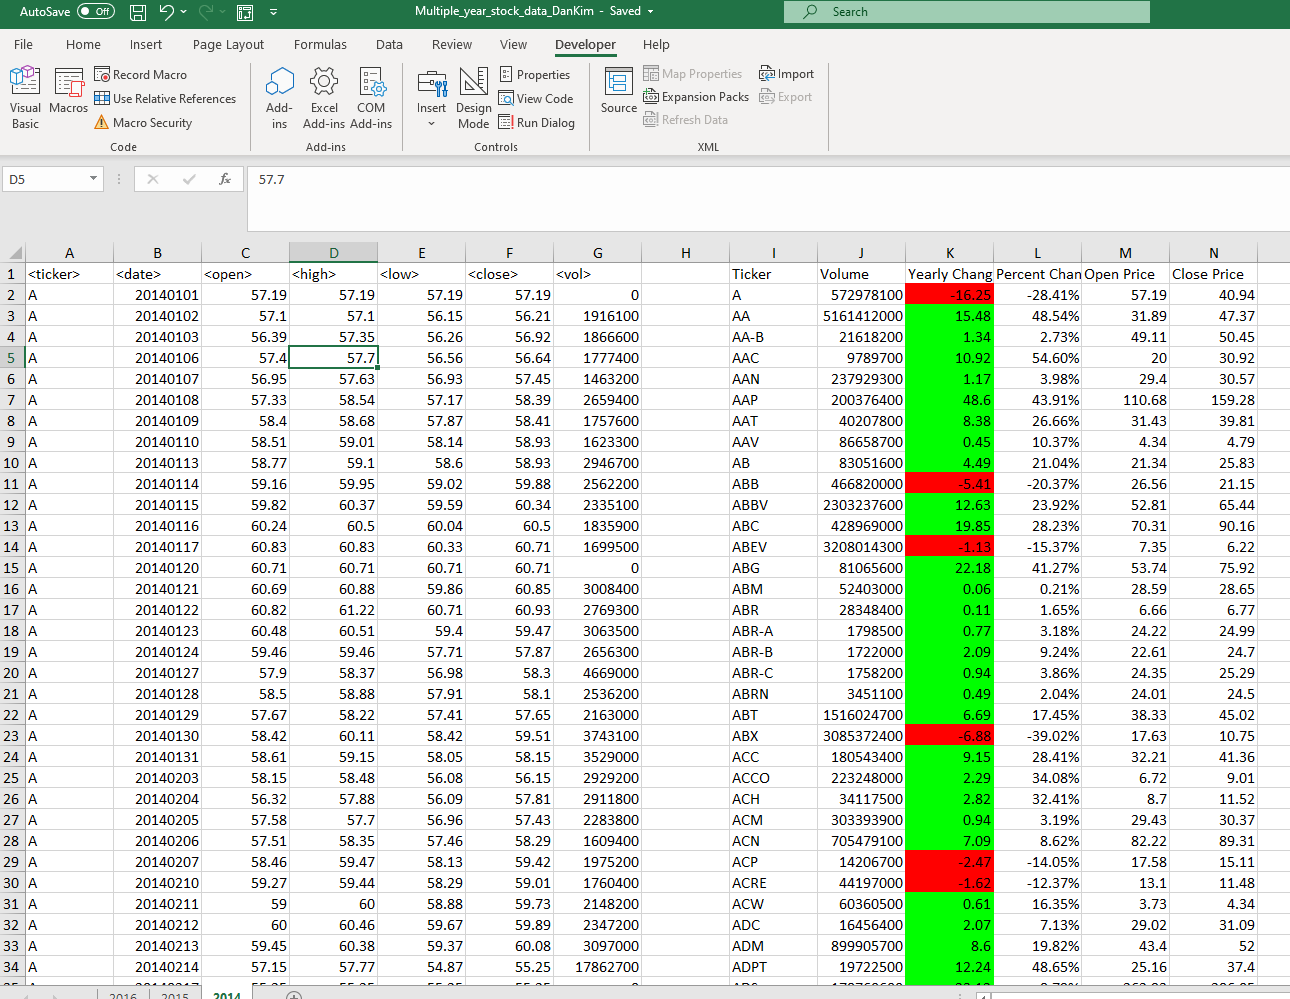 AutoSave Off Multiple_year_stock_data_DanKim - Saved Search
File Home Insert Page Layout Formulas Data Review View Developer Help
Visual Basic
Macros
Record Macro
Use Relative References
Macro Security
Code
Add-ins
Excel Add-ins
COM Add-ins
Add-ins
Insert
Design Mode
Properties
View Code
Run Dialog
Controls
Source
Map Properties
Expansion Packs
Refresh Data
Import
Export
XML
D5 fx 57.7
A B C D E F G H I J K L M N
1 <ticker> <date> <open> <high> <low> <close> <vol> Ticker Volume Yearly Chang Percent Chan Open Price Close Price
2 A 20140101 57.19 57.19 57.19 57.19 0 A 572978100 -16.25 -28.41% 57.19 40.94
3 A 20140102 57.1 57.1 56.15 56.21 1916100 AA 5161412000 15.48 48.54% 31.89 47.37
4 A 20140103 56.39 57.35 56.26 56.92 1866600 AA-B 21618200 1.34 2.73% 49.11 50.45
5 A 20140106 57.4 57.7 56.56 56.64 1777400 AAC 9789700 10.92 54.60% 20 30.92
6 A 20140107 56.95 57.63 56.93 57.45 1463200 AAN 237929300 1.17 3.98% 29.4 30.57
7 A 20140108 57.33 58.54 57.17 58.39 2659400 AAP 200376400 48.6 43.91% 110.68 159.28
8 A 20140109 58.4 58.68 57.87 58.41 1757600 AAT 40207800 8.38 26.66% 31.43 39.81
9 A 20140110 58.51 59.01 58.14 58.93 1623300 AAV 86658700 0.45 10.37% 4.34 4.79
10 A 20140113 58.77 59.1 58.6 58.93 2946700 AB 83051600 4.49 21.04% 21.34 25.83
11 A 20140114 59.16 59.95 59.02 59.88 2562200 ABB 466820000 -5.41 -20.37% 26.56 21.15
12 A 20140115 59.82 60.37 59.59 60.34 2335100 ABBV 2303237600 12.63 23.92% 52.81 65.44
13 A 20140116 60.24 60.5 60.04 60.5 1835900 ABC 428969000 19.85 28.23% 70.31 90.16
14 A 20140117 60.83 60.83 60.33 60.71 1699500 ABEV 3208014300 -1.13 -15.37% 7.35 6.22
15 A 20140120 60.71 60.71 60.71 60.71 0 ABG 81065600 22.18 41.27% 53.74 75.92
16 A 20140121 60.69 60.88 59.86 60.85 3008400 ABM 52403000 0.06 0.21% 28.59 28.65
17 A 20140122 60.82 61.22 60.71 60.93 2769300 ABR 28348400 0.11 1.65% 6.66 6.77
18 A 20140123 60.48 60.51 59.4 59.47 3063500 ABR-A 1798500 0.77 3.18% 24.22 24.99
19 A 20140124 59.46 59.46 57.71 57.87 2656300 ABR-B 1722000 2.09 9.24% 22.61 24.7
20 A 20140127 57.9 58.37 56.98 58.3 4669000 ABR-C 1758200 0.94 3.86% 24.35 25.29
21 A 20140128 58.5 58.88 57.91 58.1 2536200 ABRN 3451100 0.49 2.04% 24.01 24.5
22 A 20140129 57.67 58.22 57.41 57.65 2163000 ABT 1516024700 6.69 17.45% 38.33 45.02
23 A 20140130 58.42 60.11 58.42 59.51 3743100 ABX 3085372400 -6.88 -39.02% 17.63 10.75
24 A 20140131 58.61 59.15 58.05 58.15 3529000 ACC 180543400 9.15 28.41% 32.21 41.36
25 A 20140203 58.15 58.48 56.08 56.15 2929200 ACCO 223248000 2.29 34.08% 6.72 9.01
26 A 20140204 56.32 57.88 56.09 57.81 2911800 ACH 34117500 2.82 32.41% 8.7 11.52
27 A 20140205 57.58 57.7 56.96 57.43 2283800 ACM 303393900 0.94 3.19% 29.43 30.37
28 A 20140206 57.51 58.35 57.46 58.29 1609400 ACN 705479100 7.09 8.62% 82.22 89.31
29 A 20140207 58.46 59.47 58.13 59.42 1975200 ACP 14206700 -2.47 -14.05% 17.58 15.11
30 A 20140210 59.27 59.44 58.29 59.01 1760400 ACRE 44197000 -1.62 -12.37% 13.1 11.48
31 A 20140211 59 60 58.88 59.73 2148200 ACW 60360500 0.61 16.35% 3.73 4.34
32 A 20140212 60 60.46 59.67 59.89 2347200 ADC 16456400 2.07 7.13% 29.02 31.09
33 A 20140213 59.45 60.38 59.37 60.08 3097000 ADM 899905700 8.6 19.82% 43.4 52
34 A 20140214 57.15 57.77 54.87 55.25 17862700 ADPT 19722500 12.24 48.65% 25.16 37.4
2016 2015 2014